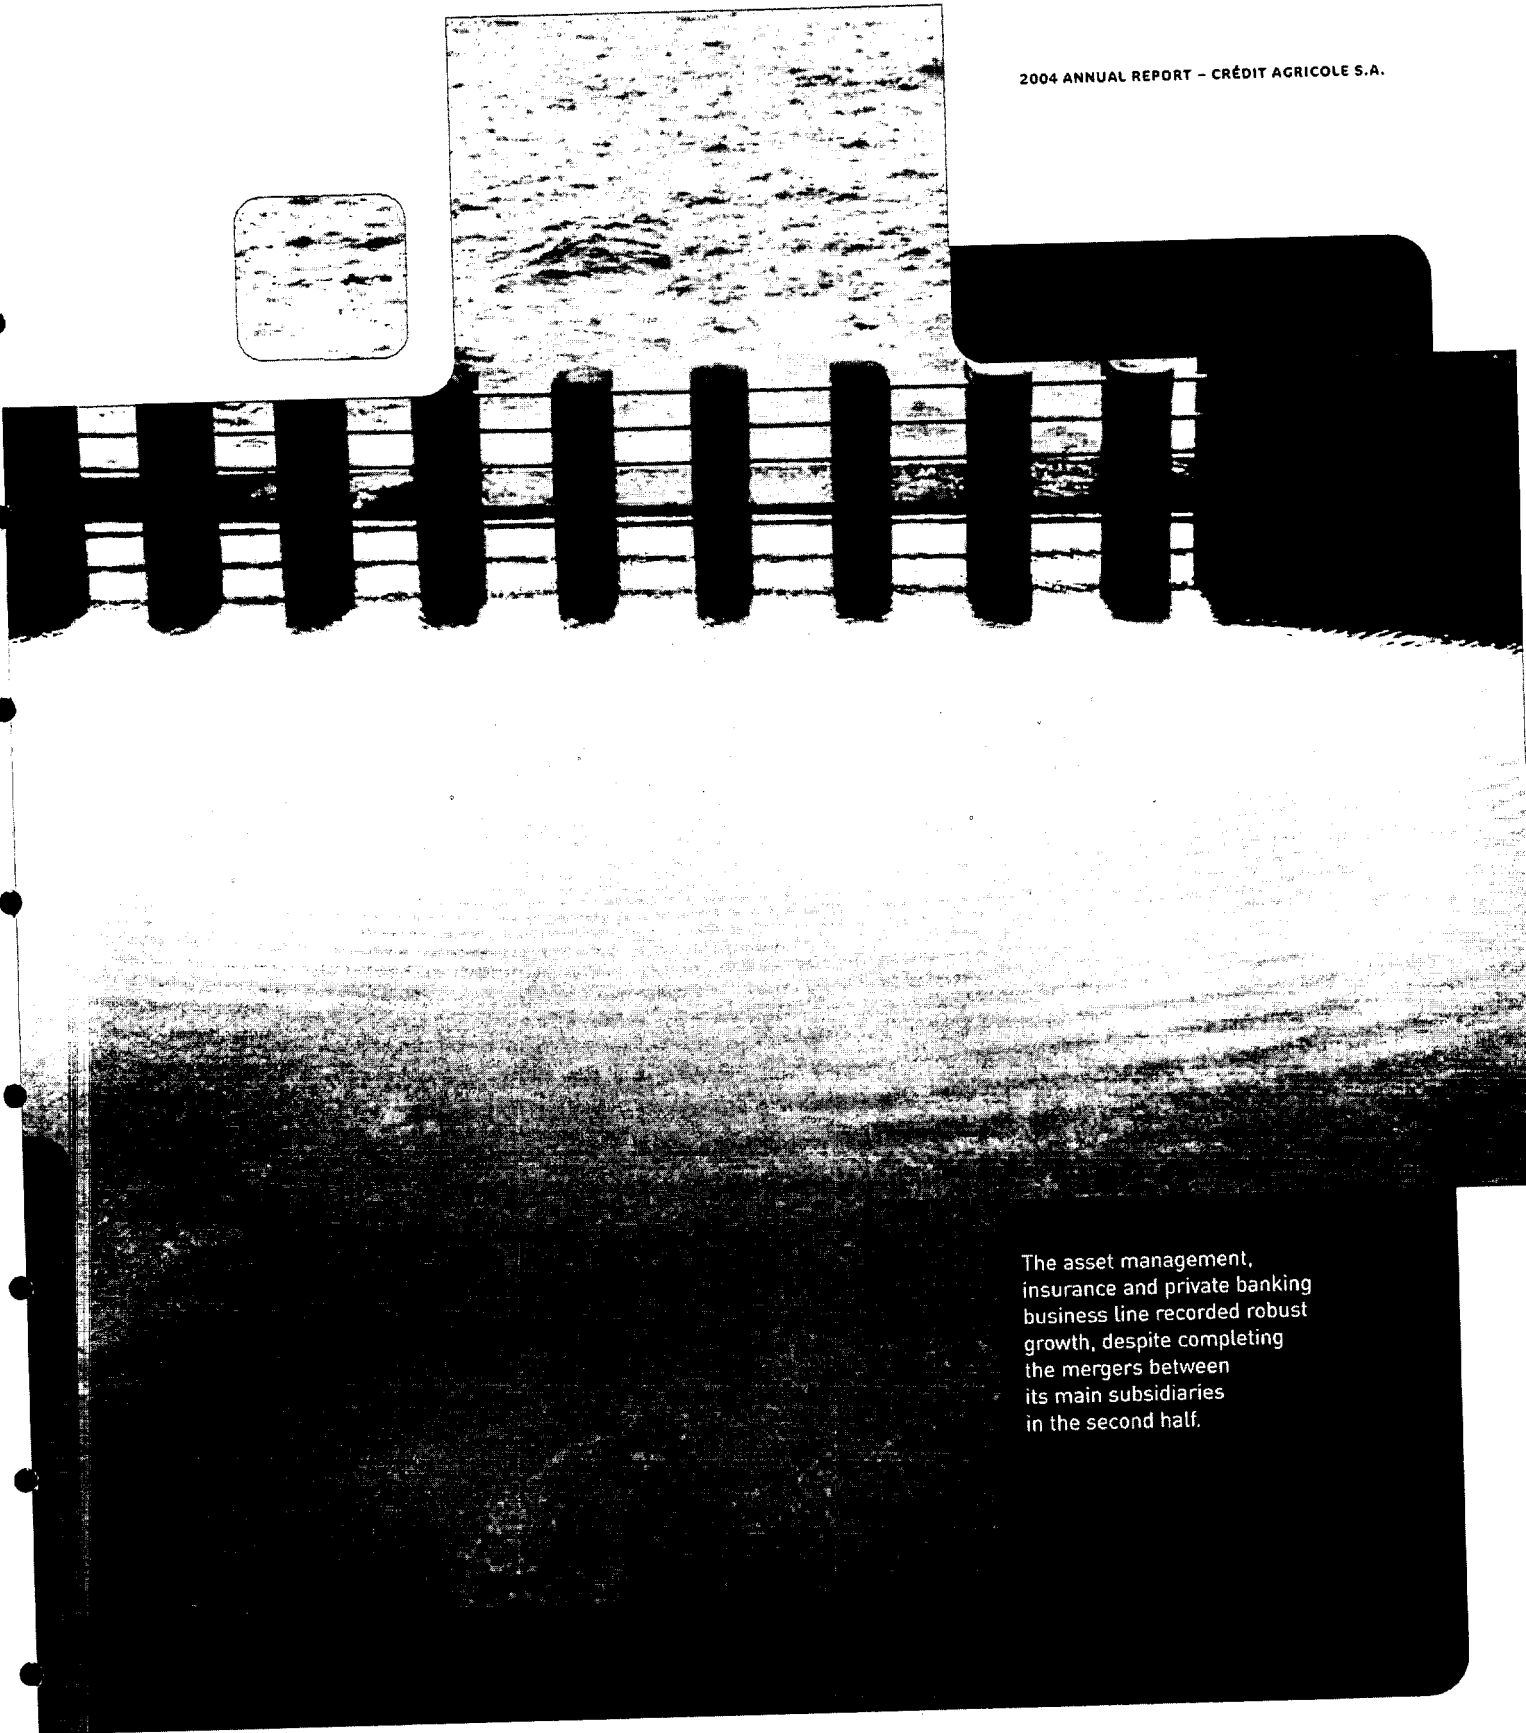 2004 ANNUAL REPORT – CRÉDIT AGRICOLE S.A.
The asset management,
insurance and private banking
business line recorded robust
growth, despite completing
the mergers between
its main subsidiaries
in the second half.